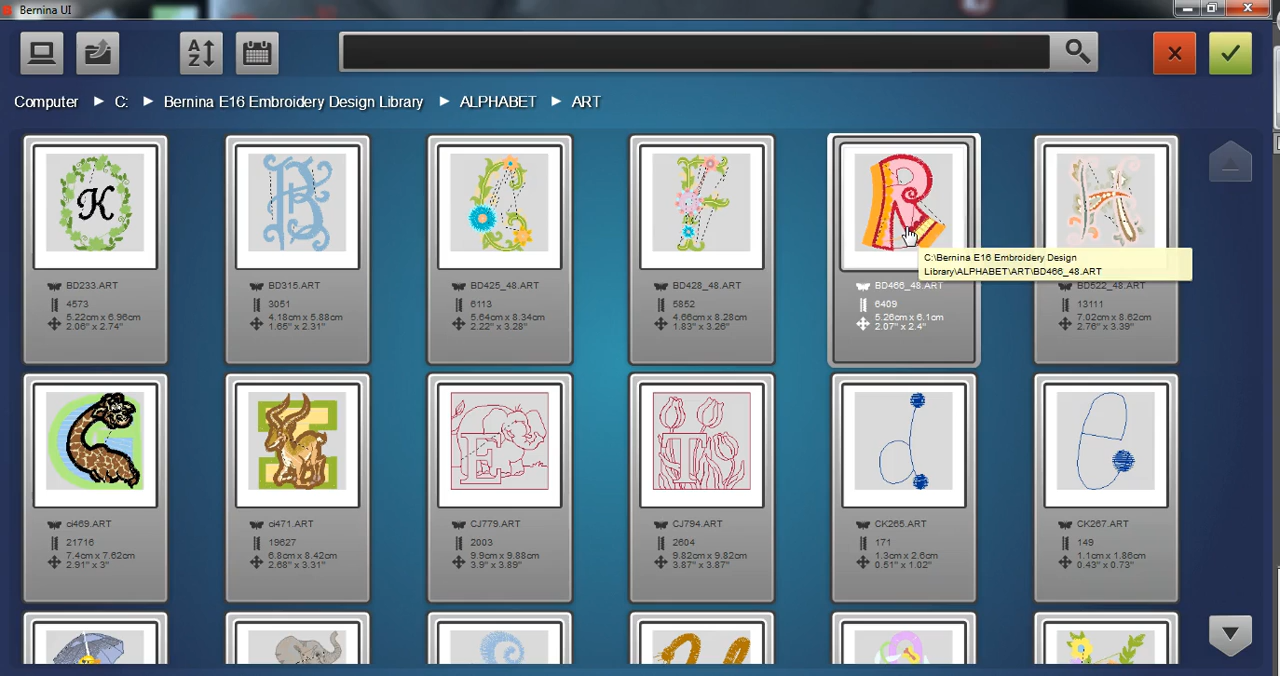 Bernina UI
A Z
Computer ▶ C: ▶ Bernina E16 Embroidery Design Library ▶ ALPHABET ▶ ART
K B R A
BD233.ART
4573
5.22cm x 6.96cm
2.06" x 2.74"
BD315.ART
3051
4.18cm x 5.88cm
1.65" x 2.31"
BD425_48.ART
6113
5.64cm x 8.34cm
2.22" x 3.28"
BD428_48.ART
5852
4.66cm x 8.28cm
1.83" x 3.26"
BD466_48.ART
6409
5.26cm x 6.1cm
2.07" x 2.4"
C:\Bernina E16 Embroidery Design
Library\ALPHABET\ART\BD466_48.ART
BD522_48.ART
13111
7.02cm x 8.62cm
2.76" x 3.39"
G I E T d e
ci469.ART
21716
7.4cm x 7.62cm
2.91" x 3"
ci471.ART
19627
6.8cm x 8.42cm
2.68" x 3.31"
CJ779.ART
2003
9.9cm x 9.88cm
3.9" x 3.89"
CJ794.ART
2604
9.82cm x 9.82cm
3.87" x 3.87"
CK265.ART
171
1.3cm x 2.6cm
0.51" x 1.02"
CK267.ART
149
1.1cm x 1.86cm
0.43" x 0.73"